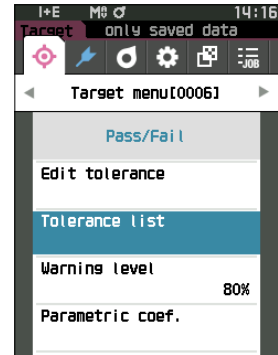 I+E M8 14:16
Target only saved data
-JOB
Target menu[0006]
Pass/Fail
Edit tolerance
Tolerance list
Warning level
80%
Parametric coef.